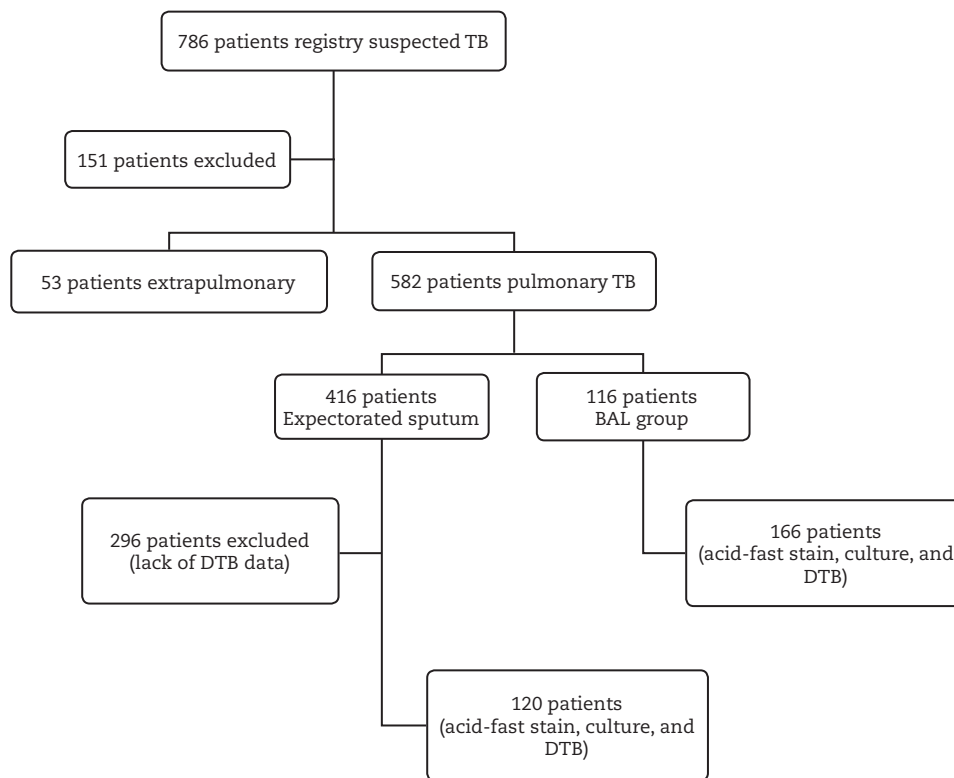 786 patients registry suspected TB
151 patients excluded
53 patients extrapulmonary
582 patients pulmonary TB
416 patients
Expectorated sputum
116 patients
BAL group
296 patients excluded
(lack of DTB data)
166 patients
(acid-fast stain, culture, and
DTB)
120 patients
(acid-fast stain, culture, and
DTB)